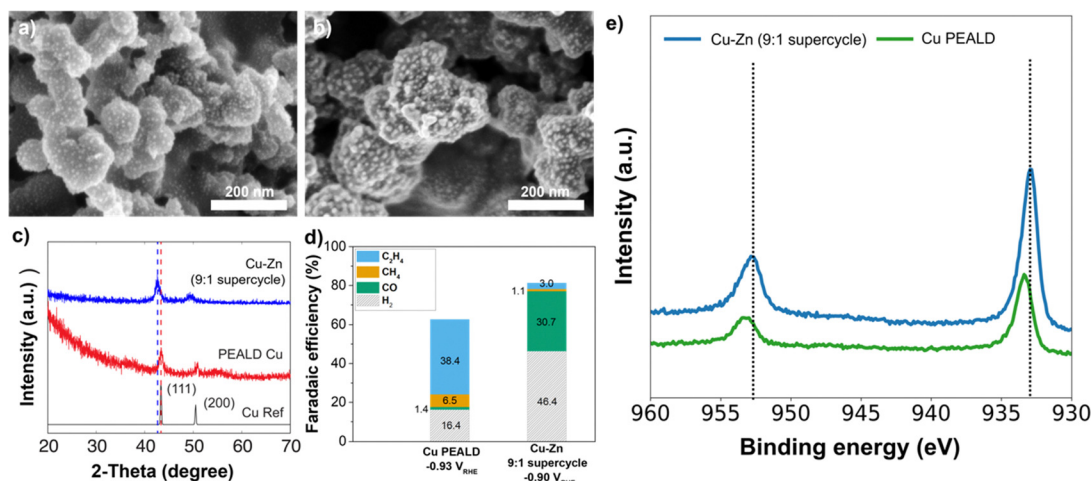 a)
200 nm
b)
200 nm
c)
Intensity (a.u. )
Cu-Zn
(9:1 supercycle)
PEALD Cu
(111)
(200)
Cu Ref
20 30 40 50 60 70
2-Theta (degree)
d)
Faradaic efficiency (%)
100
80
60
40
20
0
C₂H₄
CH₄
CO
H₂
38.4
6.5
1.4
16.4
3.0
1.1
30.7
46.4
Cu PEALD
-0.93 V_RHE
Cu-Zn
9:1 supercycle
-0.90 V
e)
Cu-Zn (9:1 supercycle)
Cu PEALD
Intensity (a.u.)
960 955 950 945 940 935 930
Binding energy (eV)